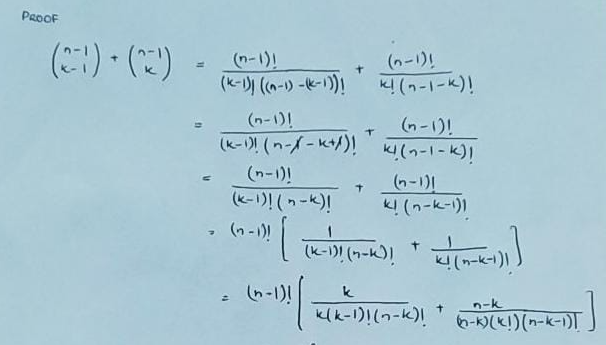 PROOF
(n-1 k-1) + (n-1 k) = (n-1)! / (k-1)! ((n-1) - (k-1))! + (n-1)! / k! (n-1-k)!
= (n-1)! / (k-1)! (n-1-k+1)! + (n-1)! / k! (n-1-k)!
= (n-1)! / (k-1)! (n-k)! + (n-1)! / k! (n-k-1)!
= (n-1)! [ 1 / (k-1)! (n-k)! + 1 / k! (n-k-1)! ]
= (n-1)! [ k / k(k-1)! (n-k)! + n-k / (n-k)(k!)(n-k-1)! ]